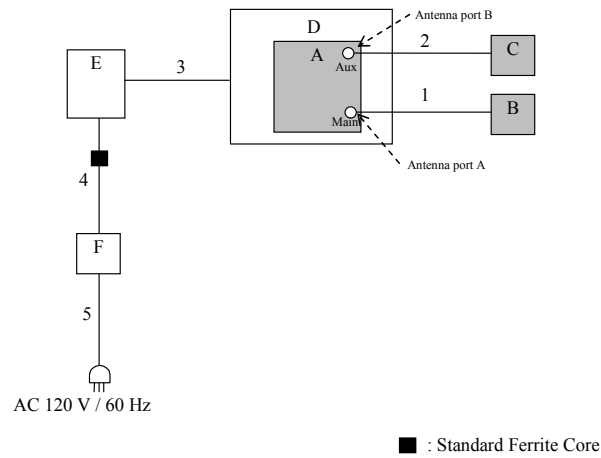 Antenna port B
D
2
C
E
A
3
Aux
1
B
Main
Antenna port A
4
F
5
AC 120 V / 60 Hz
: Standard Ferrite Core